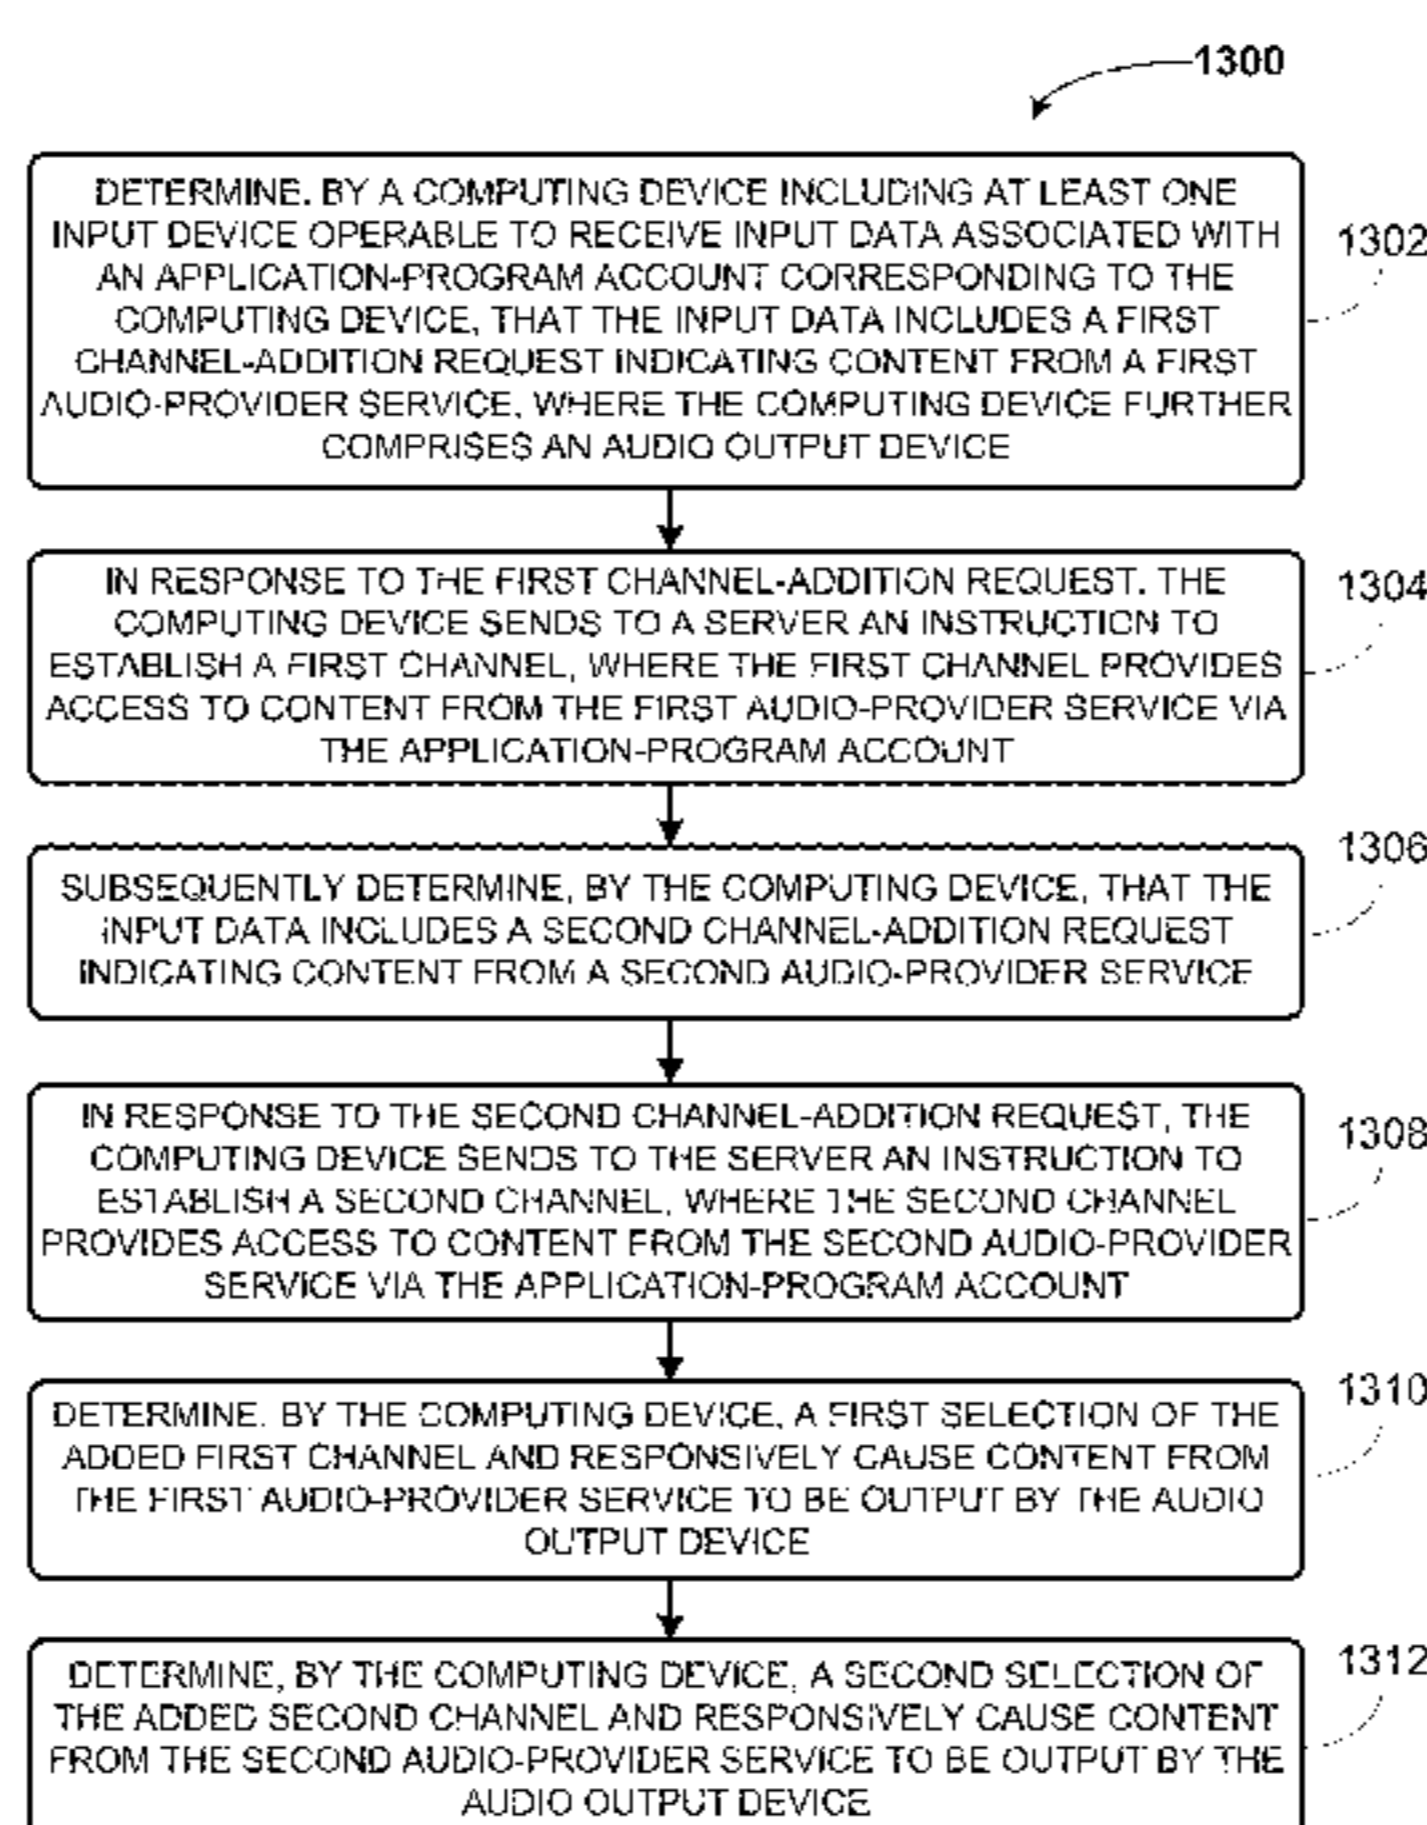 1300
DETERMINE, BY A COMPUTING DEVICE INCLUDING AT LEAST ONE
INPUT DEVICE OPERABLE TO RECEIVE INPUT DATA ASSOCIATED WITH
AN APPLICATION-PROGRAM ACCOUNT CORRESPONDING TO THE
COMPUTING DEVICE, THAT THE INPUT DATA INCLUDES A FIRST
CHANNEL-ADDITION REQUEST INDICATING CONTENT FROM A FIRST
AUDIO-PROVIDER SERVICE, WHERE THE COMPUTING DEVICE FURTHER
COMPRISES AN AUDIO OUTPUT DEVICE
1302
IN RESPONSE TO THE FIRST CHANNEL-ADDITION REQUEST, THE
COMPUTING DEVICE SENDS TO A SERVER AN INSTRUCTION TO
ESTABLISH A FIRST CHANNEL, WHERE THE FIRST CHANNEL PROVIDES
ACCESS TO CONTENT FROM THE FIRST AUDIO-PROVIDER SERVICE VIA
THE APPLICATION-PROGRAM ACCOUNT
1304
SUBSEQUENTLY DETERMINE, BY THE COMPUTING DEVICE, THAT THE
INPUT DATA INCLUDES A SECOND CHANNEL-ADDITION REQUEST
INDICATING CONTENT FROM A SECOND AUDIO-PROVIDER SERVICE
1306
IN RESPONSE TO THE SECOND CHANNEL-ADDITION REQUEST, THE
COMPUTING DEVICE SENDS TO THE SERVER AN INSTRUCTION TO
ESTABLISH A SECOND CHANNEL, WHERE THE SECOND CHANNEL
PROVIDES ACCESS TO CONTENT FROM THE SECOND AUDIO-PROVIDER
SERVICE VIA THE APPLICATION-PROGRAM ACCOUNT
1308
DETERMINE, BY THE COMPUTING DEVICE, A FIRST SELECTION OF THE
ADDED FIRST CHANNEL AND RESPONSIVELY CAUSE CONTENT FROM
THE FIRST AUDIO-PROVIDER SERVICE TO BE OUTPUT BY THE AUDIO
OUTPUT DEVICE
1310
DETERMINE, BY THE COMPUTING DEVICE, A SECOND SELECTION OF
THE ADDED SECOND CHANNEL AND RESPONSIVELY CAUSE CONTENT
FROM THE SECOND AUDIO-PROVIDER SERVICE TO BE OUTPUT BY THE
AUDIO OUTPUT DEVICE
1312